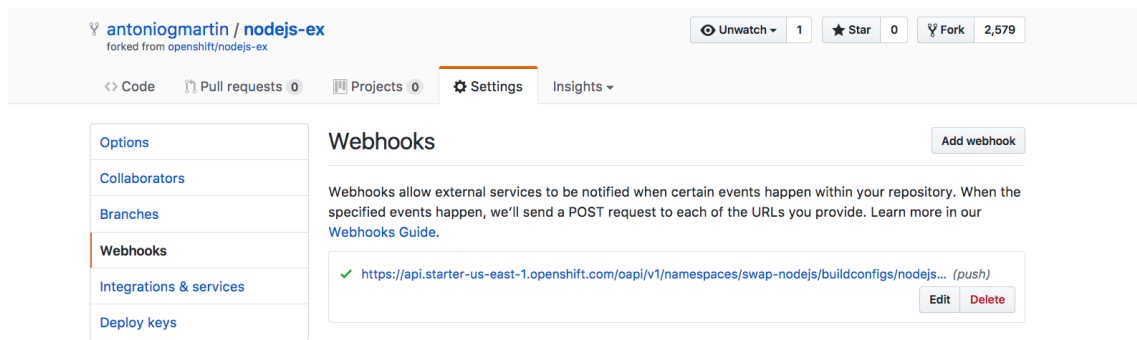 antoniogmartin / nodejs-ex
forked from openshift/nodejs-ex
Unwatch 1 Star 0 Fork 2,579
Code Pull requests 0 Projects 0 Settings Insights
Options
Collaborators
Branches
Webhooks
Integrations & services
Deploy keys
Webhooks
Add webhook
Webhooks allow external services to be notified when certain events happen within your repository. When the
specified events happen, we’ll send a POST request to each of the URLs you provide. Learn more in our
Webhooks Guide.
https://api.starter-us-east-1.openshift.com/oapi/v1/namespaces/swap-nodejs/buildconfigs/nodejs... (push)
Edit Delete